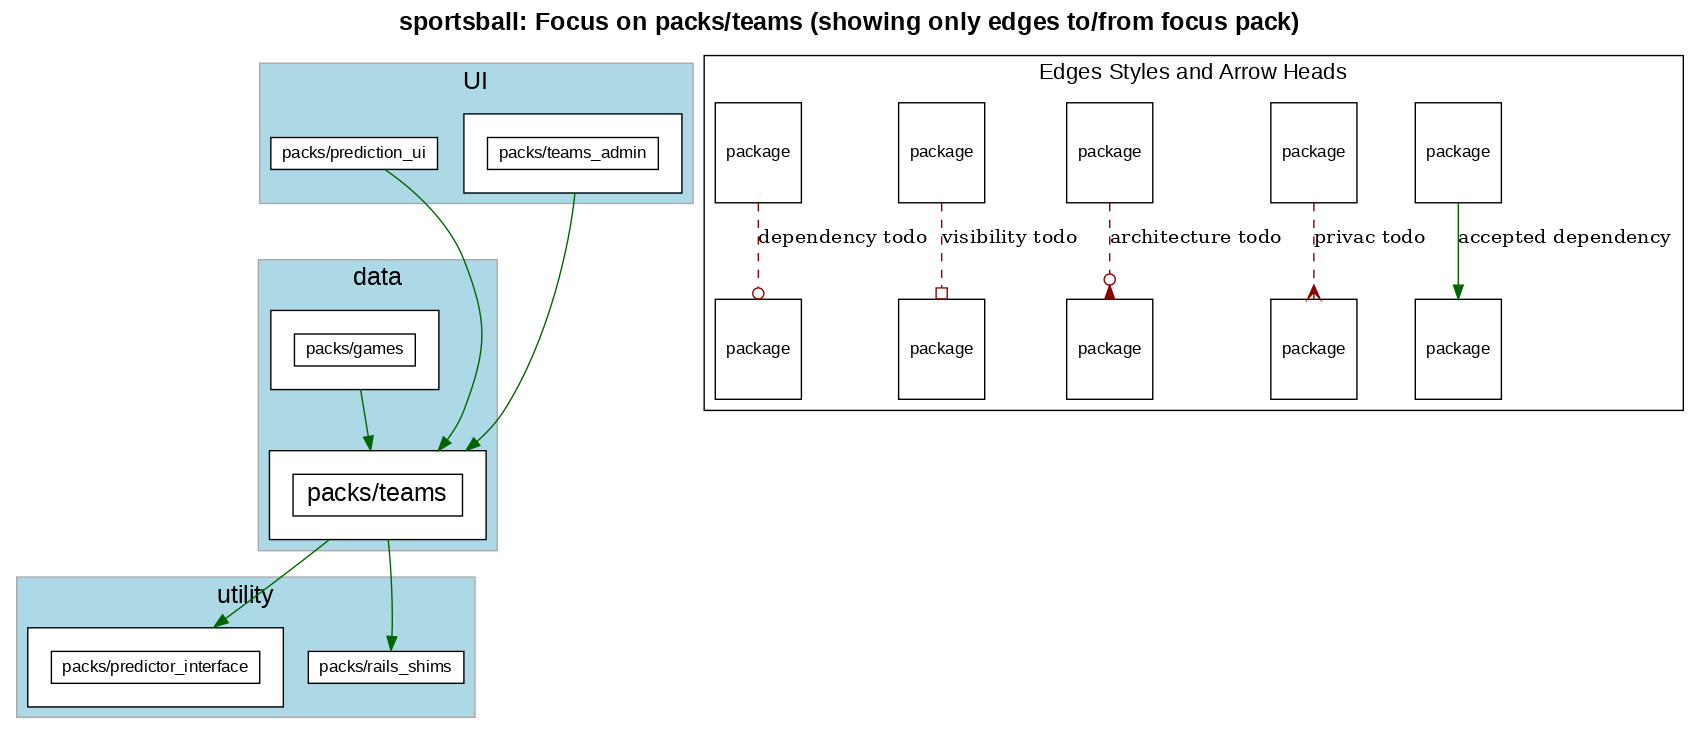 sportsball: Focus on packs/teams (showing only edges to/from focus pack)
UI
packs/prediction_ui
packs/teams_admin
data
packs/games
packs/teams
utility
packs/predictor_interface
packs/rails_shims
Edges Styles and Arrow Heads
package
package
package
package
package
dependency todo
visibility todo
architecture todo
privac todo
accepted dependency
package
package
package
package
package